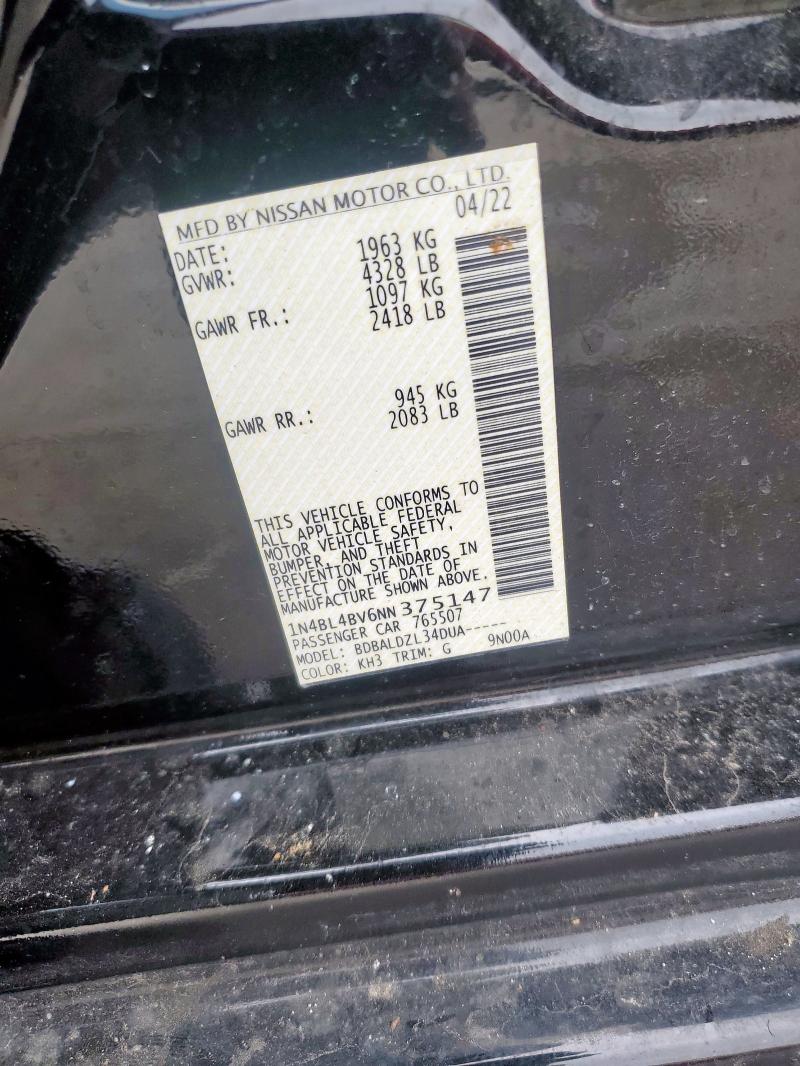 MFD BY NISSAN MOTOR CO., LTD.
DATE: 04/22
GVWR: 1963 KG
4328 LB
GAWR FR.: 1097 KG
2418 LB
GAWR RR.: 945 KG
2083 LB
THIS VEHICLE CONFORMS TO
ALL APPLICABLE FEDERAL
MOTOR VEHICLE SAFETY,
BUMPER, AND THEFT
PREVENTION STANDARDS IN
EFFECT ON THE DATE OF
MANUFACTURE SHOWN ABOVE.
1N4BL4BV6NN375147
PASSENGER CAR 765507
MODEL: BDBALDZL34DUA-----
COLOR: KH3 TRIM: G 9N00A